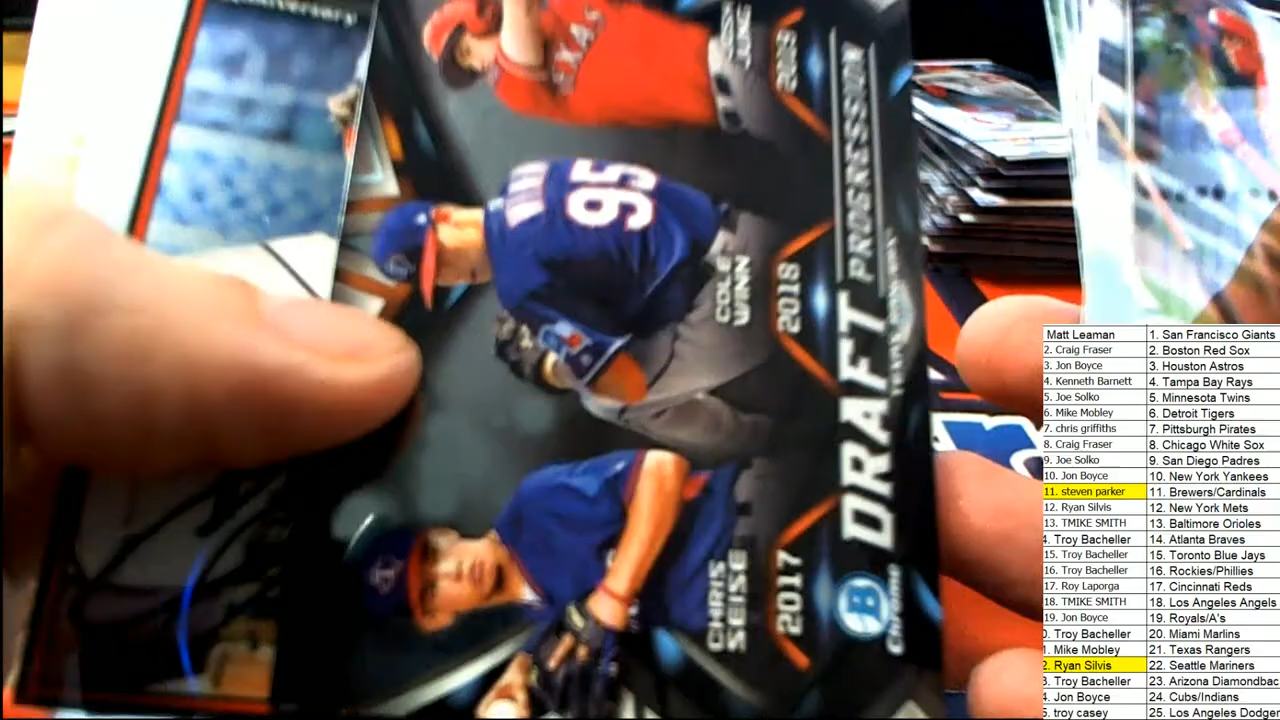 nniversary
TEXAS
JUNG
2019
95
COLE
WINN
2018
CHRIS
SEISE
2017
DRAFT PROGRESSION
TEXAS RANGERS
B
CHROME
Matt Leaman 1. San Francisco Giants
2. Craig Fraser 2. Boston Red Sox
3. Jon Boyce 3. Houston Astros
4. Kenneth Barnett 4. Tampa Bay Rays
5. Joe Solko 5. Minnesota Twins
6. Mike Mobley 6. Detroit Tigers
7. chris griffiths 7. Pittsburgh Pirates
8. Craig Fraser 8. Chicago White Sox
9. Joe Solko 9. San Diego Padres
10. Jon Boyce 10. New York Yankees
11. steven parker 11. Brewers/Cardinals
12. Ryan Silvis 12. New York Mets
13. TMIKE SMITH 13. Baltimore Orioles
4. Troy Bacheller 14. Atlanta Braves
15. Troy Bacheller 15. Toronto Blue Jays
16. Troy Bacheller 16. Rockies/Phillies
17. Roy Laporga 17. Cincinnati Reds
18. TMIKE SMITH 18. Los Angeles Angels
19. Jon Boyce 19. Royals/A's
0. Troy Bacheller 20. Miami Marlins
1. Mike Mobley 21. Texas Rangers
2. Ryan Silvis 22. Seattle Mariners
3. Troy Bacheller 23. Arizona Diamondbac
4. Jon Boyce 24. Cubs/Indians
5. troy casey 25. Los Angeles Dodger